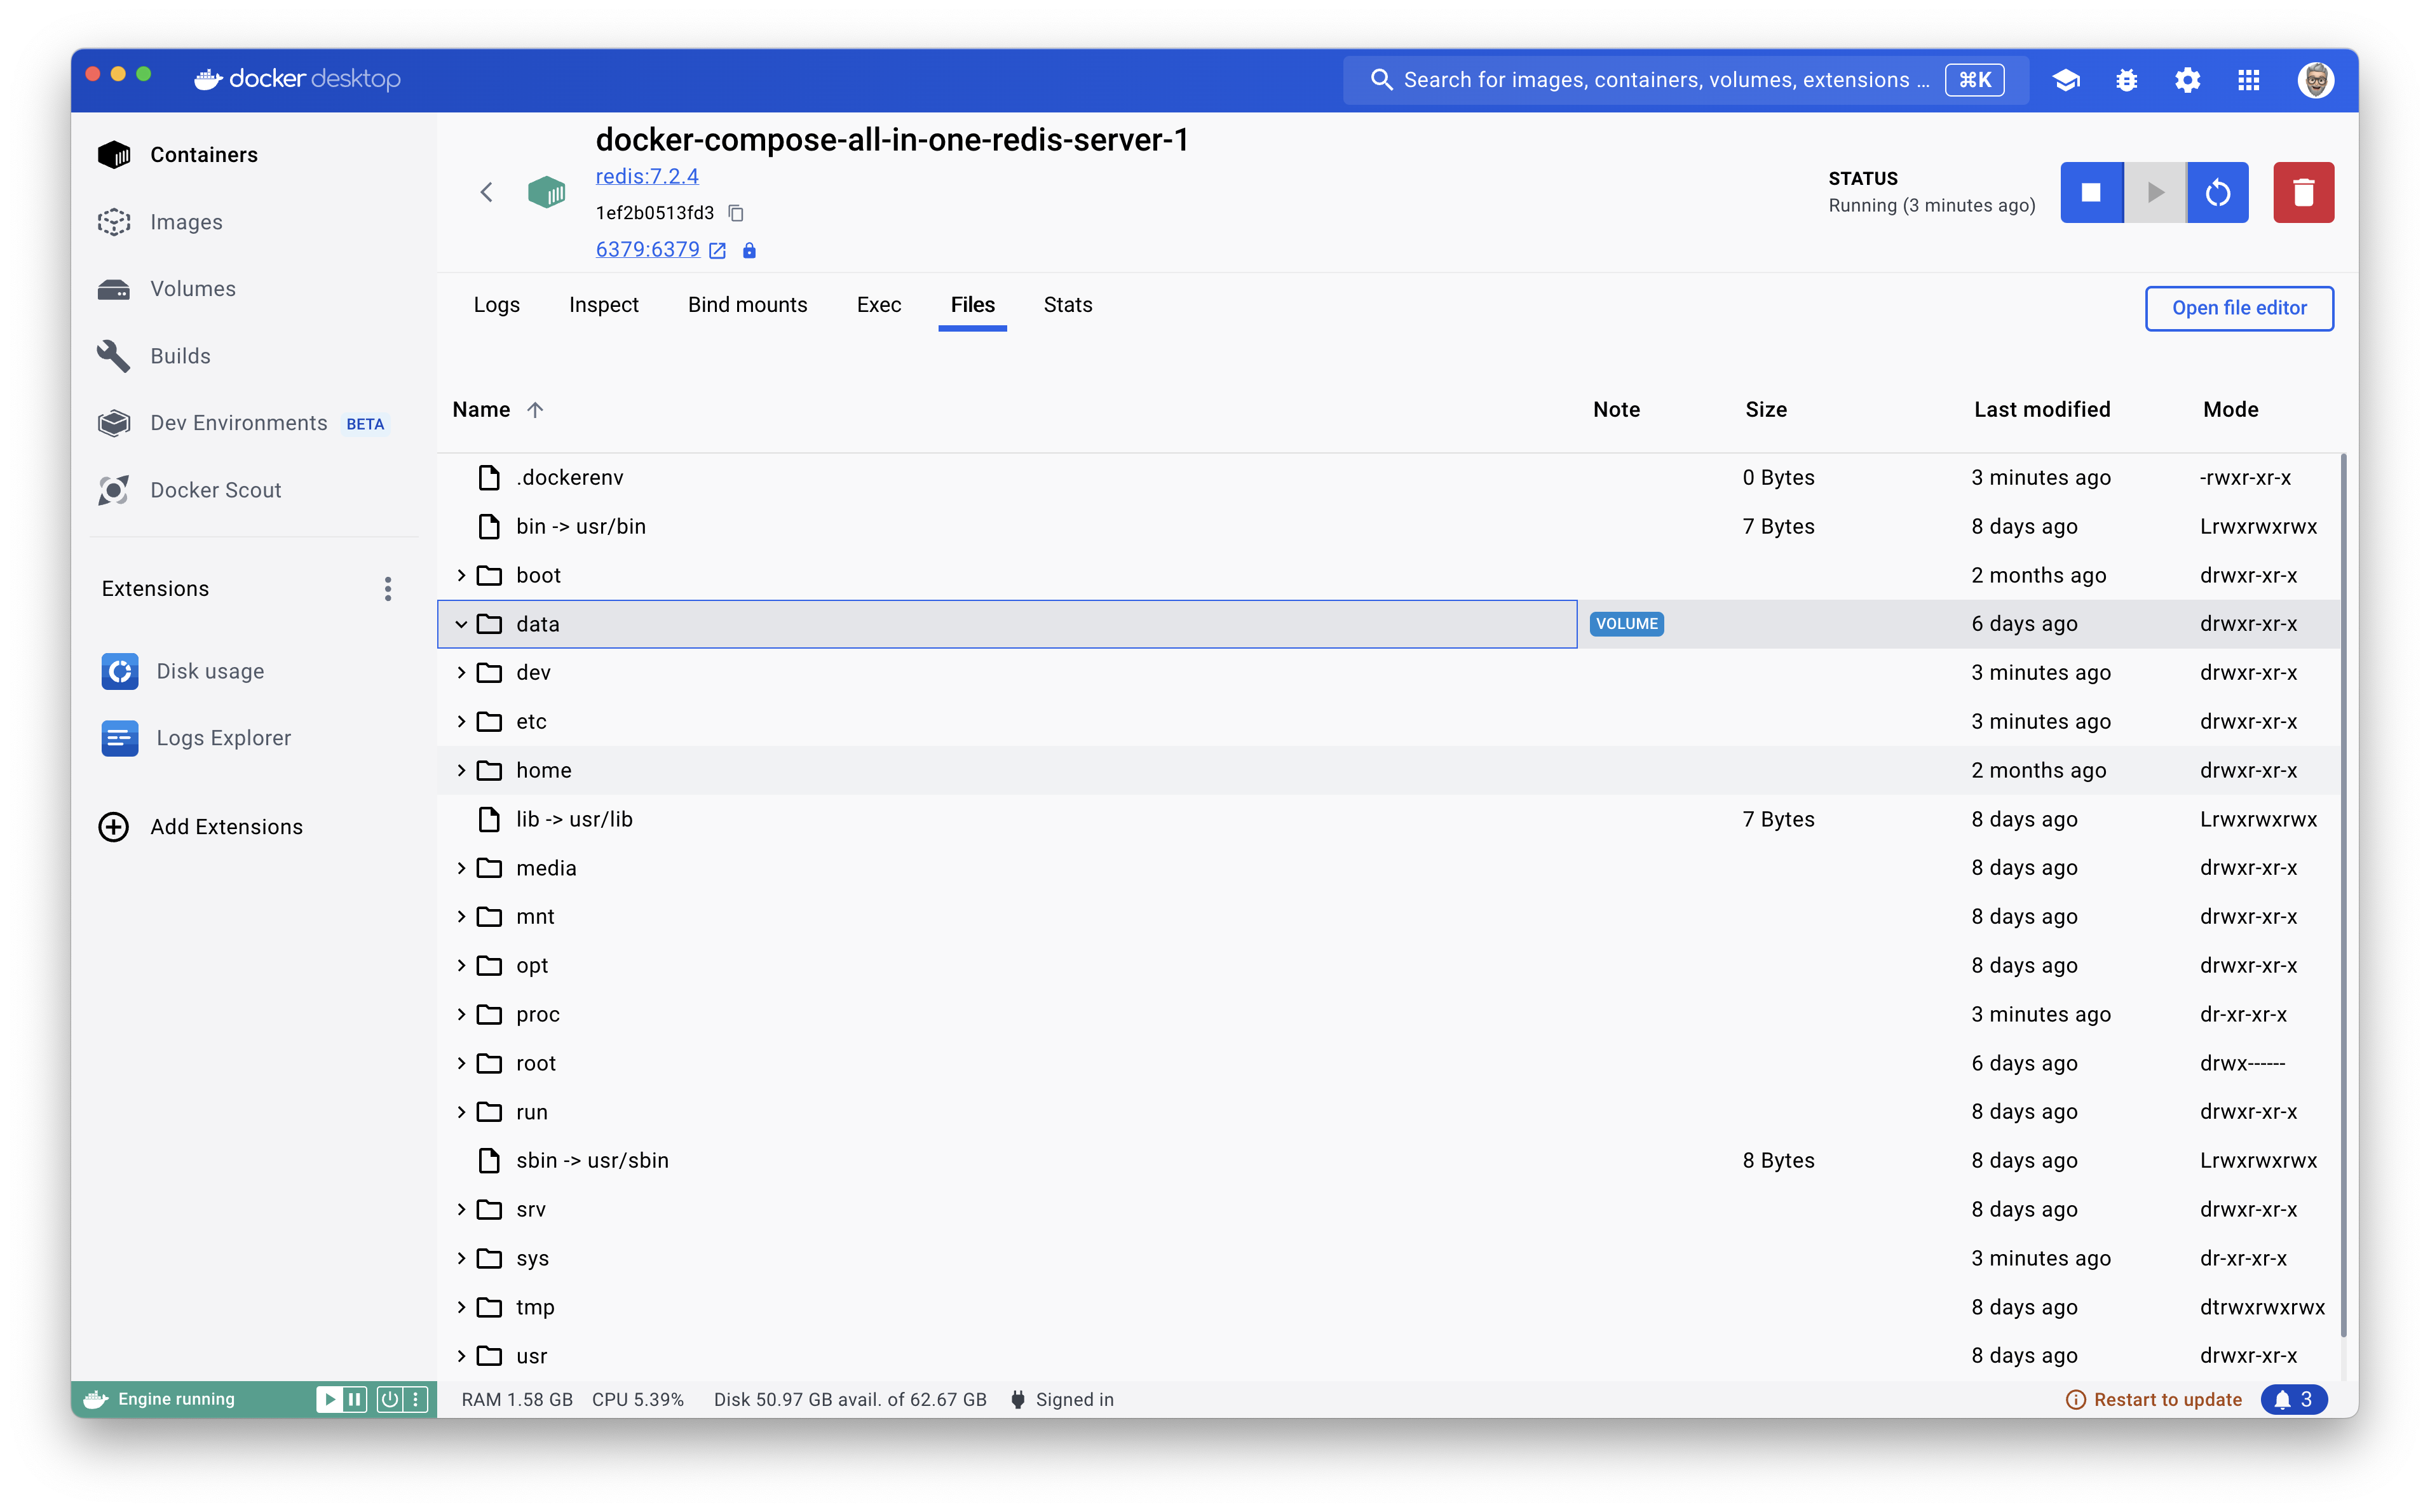 docker desktop
Search for images, containers, volumes, extensions ... ⌘K
Containers
Images
Volumes
Builds
Dev Environments BETA
Docker Scout
Extensions
Disk usage
Logs Explorer
Add Extensions
docker-compose-all-in-one-redis-server-1
redis:7.2.4
1ef2b0513fd3
6379:6379
STATUS
Running (3 minutes ago)
Logs Inspect Bind mounts Exec Files Stats
Open file editor
Name Note Size Last modified Mode
.dockerenv 0 Bytes 3 minutes ago -rwxr-xr-x
bin -> usr/bin 7 Bytes 8 days ago Lrwxrwxrwx
boot 2 months ago drwxr-xr-x
data VOLUME 6 days ago drwxr-xr-x
dev 3 minutes ago drwxr-xr-x
etc 3 minutes ago drwxr-xr-x
home 2 months ago drwxr-xr-x
lib -> usr/lib 7 Bytes 8 days ago Lrwxrwxrwx
media 8 days ago drwxr-xr-x
mnt 8 days ago drwxr-xr-x
opt 8 days ago drwxr-xr-x
proc 3 minutes ago dr-xr-xr-x
root 6 days ago drwx------
run 8 days ago drwxr-xr-x
sbin -> usr/sbin 8 Bytes 8 days ago Lrwxrwxrwx
srv 8 days ago drwxr-xr-x
sys 3 minutes ago dr-xr-xr-x
tmp 8 days ago dtrwxrwxrwx
usr 8 days ago drwxr-xr-x
Engine running
RAM 1.58 GB CPU 5.39% Disk 50.97 GB avail. of 62.67 GB Signed in
Restart to update 3